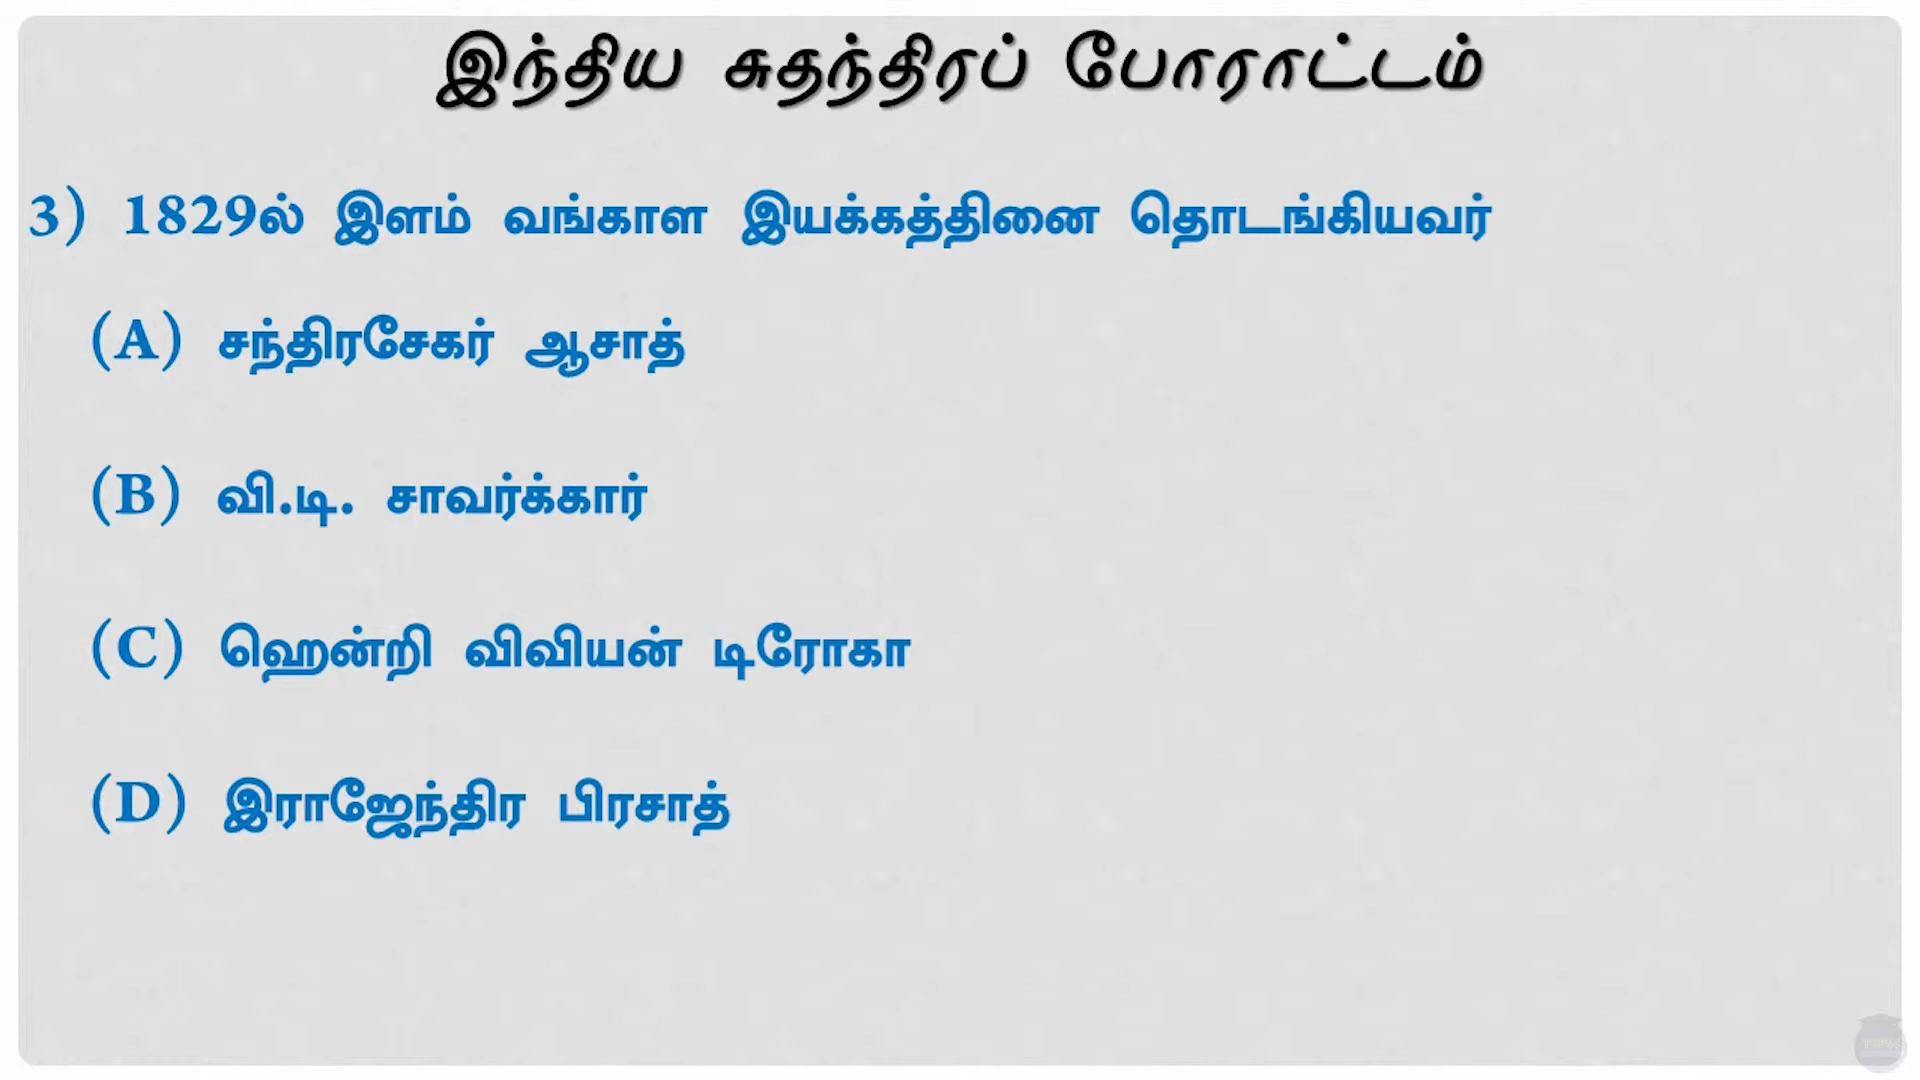 இந்திய சுதந்திரப் போராட்டம்
3) 1829ல் இளம் வங்காள இயக்கத்தினை தொடங்கியவர்
(A) சந்திரசேகர் ஆசாத்
(B) வி.டி. சாவர்க்கார்
(C) ஹென்றி விவியன் டிரோகா
(D) இராஜேந்திர பிரசாத்